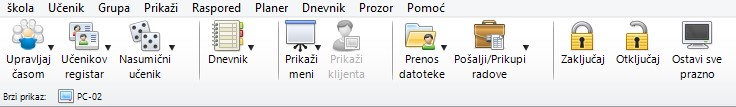 škola Učenik Grupa Prikaži Raspored Planer Dnevnik Prozor Pomoć
Upravljaj časom
Učenikov registar
Nasumični učenik
Dnevnik
Prikaži meni
Prikaži klijenta
Prenos datoteke
Pošalji/Prikupi radove
Zaključaj
Otključaj
Ostavi sve prazno
Brzi prikaz: PC-02